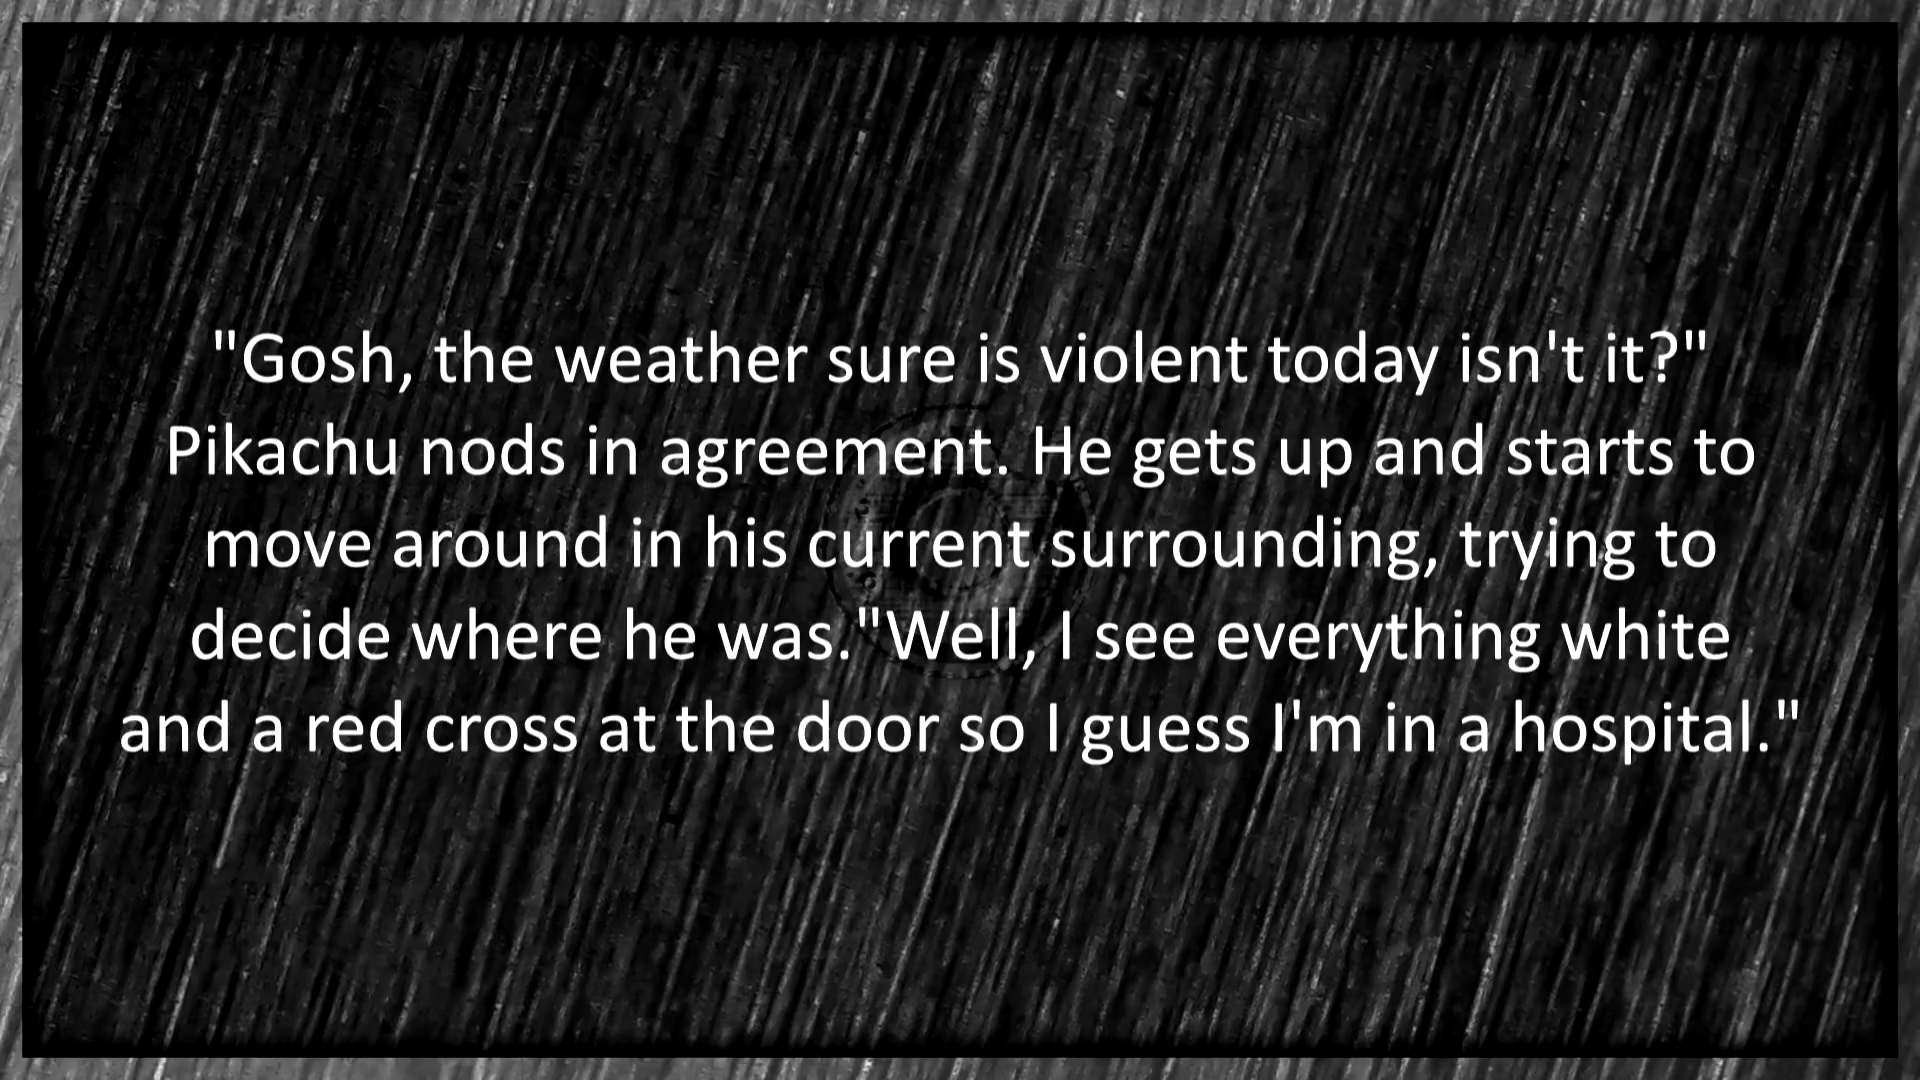 "Gosh, the weather sure is violent today isn't it?"
Pikachu nods in agreement. He gets up and starts to
move around in his current surrounding, trying to
decide where he was."Well, I see everything white
and a red cross at the door so I guess I'm in a hospital."